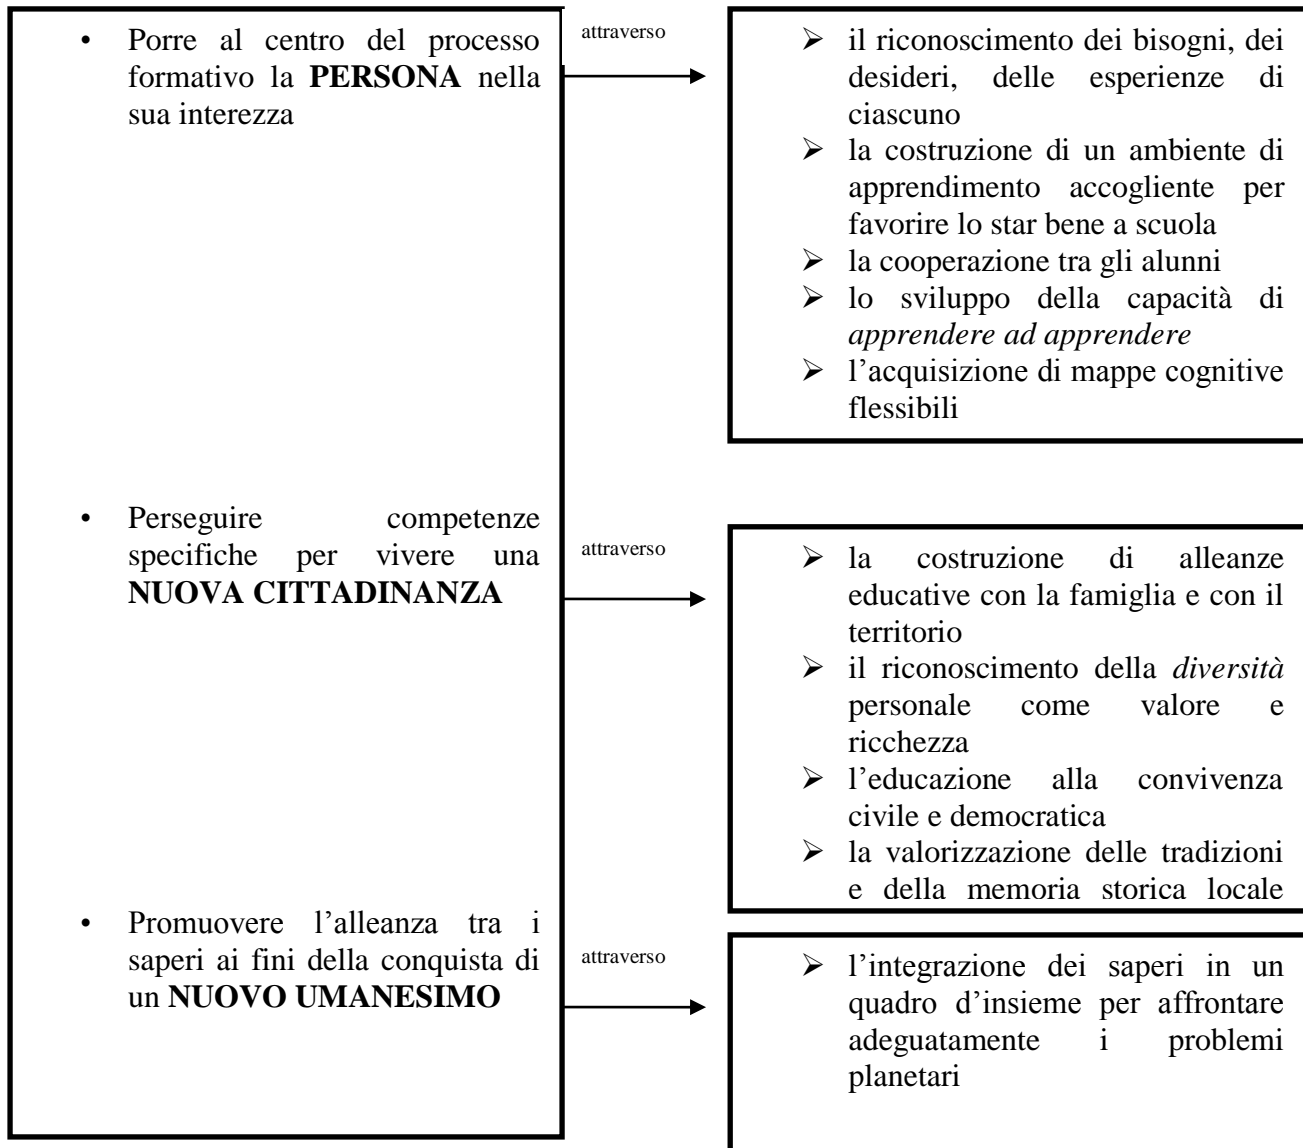 • Porre al centro del processo
formativo la PERSONA nella
sua interezza
attraverso
➢ il riconoscimento dei bisogni, dei
desideri, delle esperienze di
ciascuno
➢ la costruzione di un ambiente di
apprendimento accogliente per
favorire lo star bene a scuola
➢ la cooperazione tra gli alunni
➢ lo sviluppo della capacità di
apprendere ad apprendere
➢ l’acquisizione di mappe cognitive
flessibili
• Perseguire competenze
specifiche per vivere una
NUOVA CITTADINANZA
attraverso
➢ la costruzione di alleanze
educative con la famiglia e con il
territorio
➢ il riconoscimento della diversità
personale come valore e
ricchezza
➢ l’educazione alla convivenza
civile e democratica
➢ la valorizzazione delle tradizioni
e della memoria storica locale
• Promuovere l’alleanza tra i
saperi ai fini della conquista di
un NUOVO UMANESIMO
attraverso
➢ l’integrazione dei saperi in un
quadro d’insieme per affrontare
adeguatamente i problemi
planetari